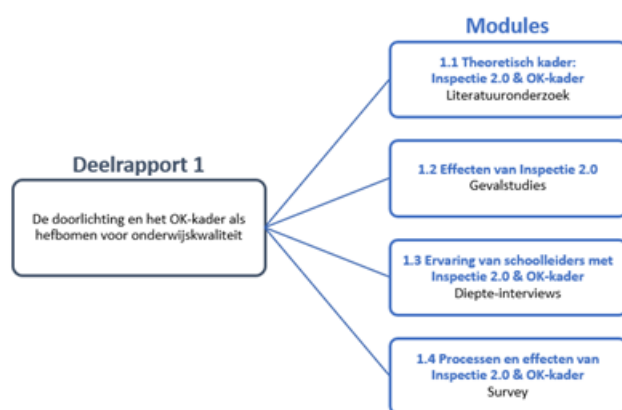 Modules
1.1 Theoretisch kader:
Inspectie 2.0 & OK-kader
Literatuuronderzoek
Deelrapport 1
De doorlichting en het OK-kader als
hefbomen voor onderwijskwaliteit
1.2 Effecten van Inspectie 2.0
Gevalstudies
1.3 Ervaring van schoolleiders met
Inspectie 2.0 & OK-kader
Diepte-interviews
1.4 Processen en effecten van
Inspectie 2.0 & OK-kader
Survey